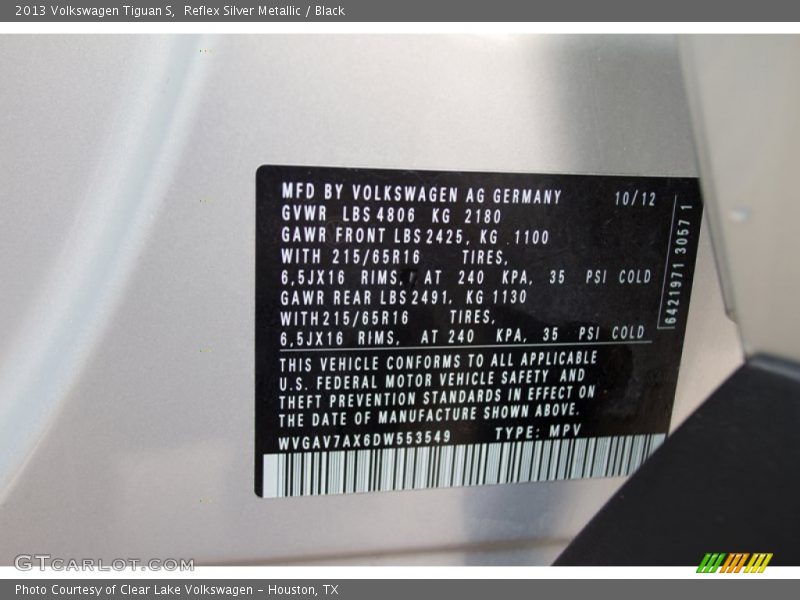 2013 Volkswagen Tiguan S,  Reflex Silver Metallic / Black
MFD BY VOLKSWAGEN AG GERMANY 10/12
GVWR LBS 4806 KG 2180
GAWR FRONT LBS 2425, KG 1100
WITH 215/65R16 TIRES,
6,5JX16 RIMS, AT 240 KPA, 35 PSI COLD
GAWR REAR LBS 2491, KG 1130
WITH 215/65R16 TIRES,
6,5JX16 RIMS, AT 240 KPA, 35 PSI COLD
THIS VEHICLE CONFORMS TO ALL APPLICABLE
U.S. FEDERAL MOTOR VEHICLE SAFETY AND
THEFT PREVENTION STANDARDS IN EFFECT ON
THE DATE OF MANUFACTURE SHOWN ABOVE.
WVGAV7AX6DW553549 TYPE: MPV
6421971 3057 1
GTcarlot.com
Photo Courtesy of Clear Lake Volkswagen - Houston, TX